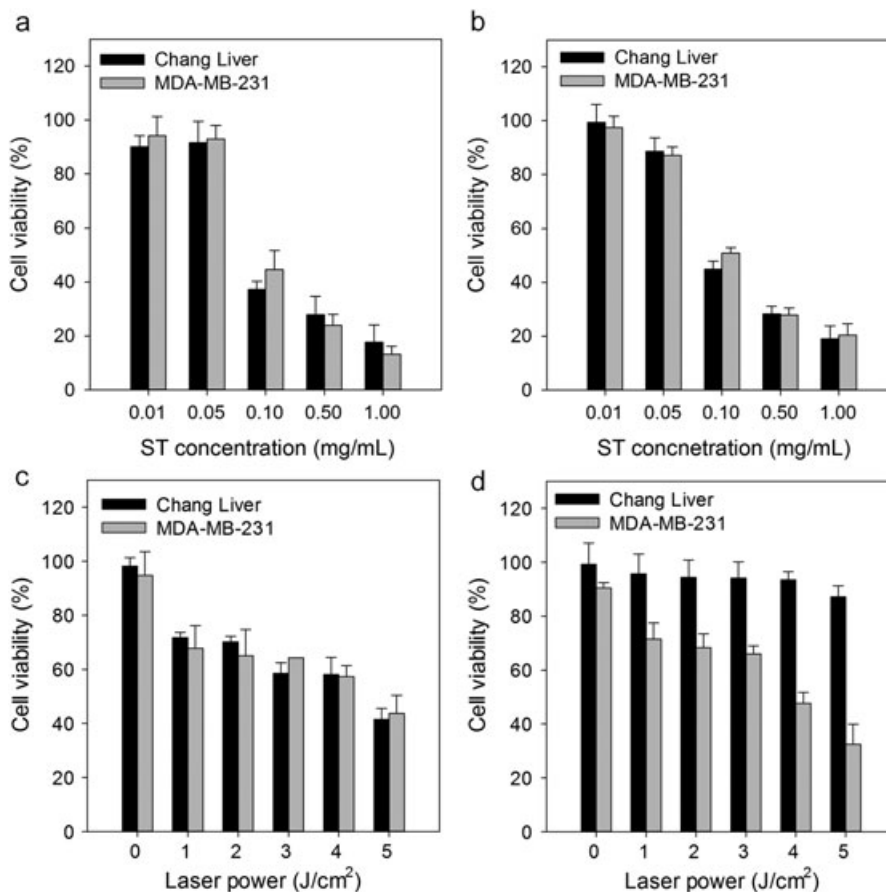 a
120
100
80
60
40
20
0
Cell viability (%)
Chang Liver
MDA-MB-231
0.01 0.05 0.10 0.50 1.00
ST concentration (mg/mL)
b
120
100
80
60
40
20
0
Cell viability (%)
Chang Liver
MDA-MB-231
0.01 0.05 0.10 0.50 1.00
ST concnetration (mg/mL)
c
120
100
80
60
40
20
0
Cell viability (%)
Chang Liver
MDA-MB-231
0 1 2 3 4 5
Laser power (J/cm²)
d
120
100
80
60
40
20
0
Cell viability (%)
Chang Liver
MDA-MB-231
0 1 2 3 4 5
Laser power (J/cm²)